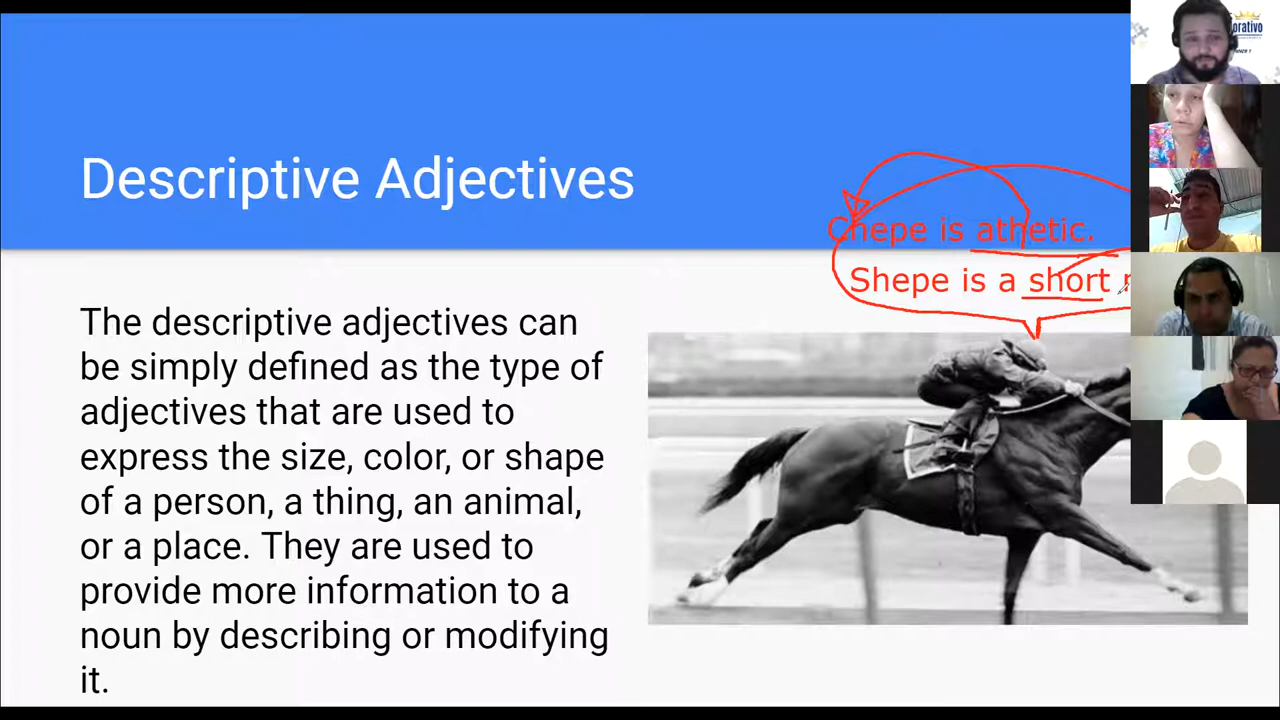 orativo
Descriptive Adjectives
Chepe is athetic.
Shepe is a short
The descriptive adjectives can
be simply defined as the type of
adjectives that are used to
express the size, color, or shape
of a person, a thing, an animal,
or a place. They are used to
provide more information to a
noun by describing or modifying
it.